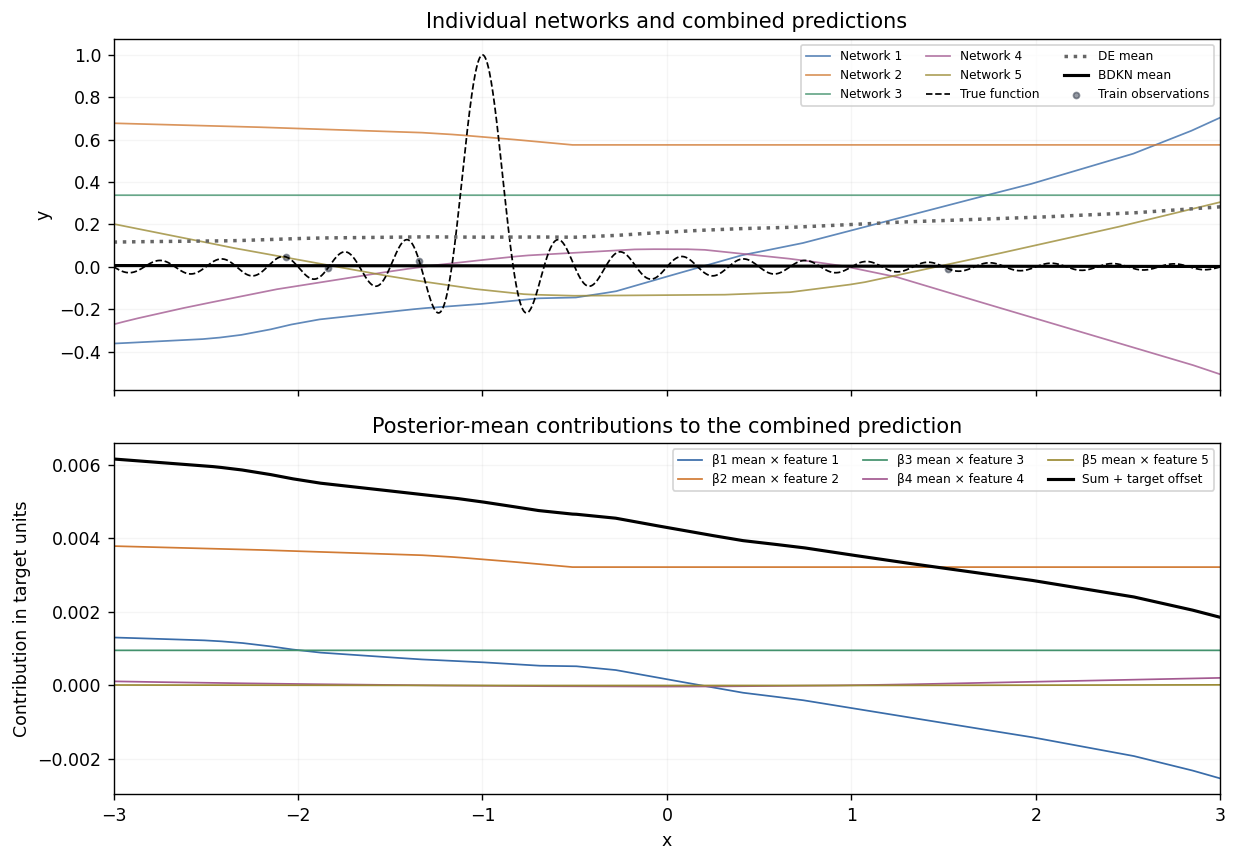 Individual networks and combined predictions
Network 1
Network 2
Network 3
Network 4
Network 5
True function
DE mean
BDKN mean
Train observations
1.0
0.8
0.6
0.4
0.2
0.0
−0.2
−0.4
y
Posterior-mean contributions to the combined prediction
β1 mean × feature 1
β2 mean × feature 2
β3 mean × feature 3
β4 mean × feature 4
β5 mean × feature 5
Sum + target offset
0.006
0.004
0.002
0.000
−0.002
Contribution in target units
−3
−2
−1
0
1
2
3
x